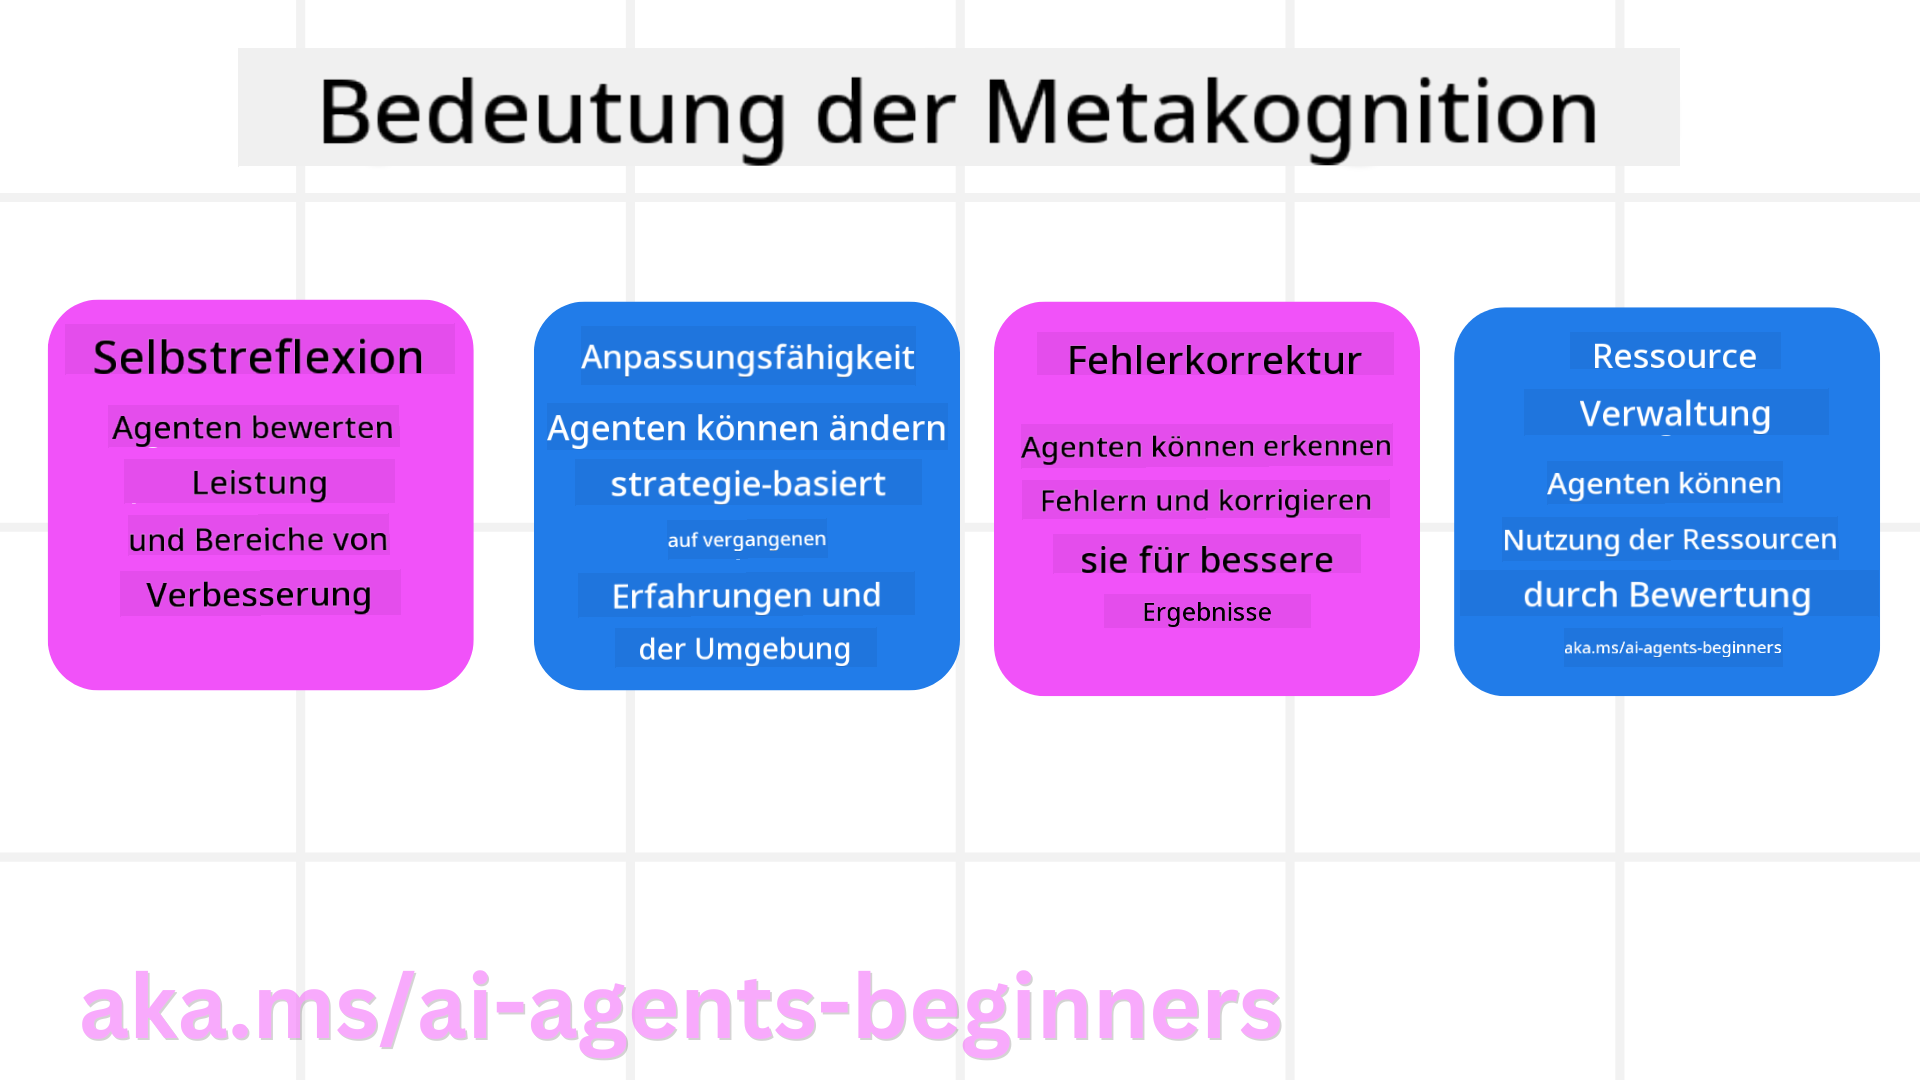 Bedeutung der Metakognition
Selbstreflexion
Agenten bewerten
Leistung
und Bereiche von
Verbesserung
Anpassungsfähigkeit
Agenten können ändern
strategie-basiert
auf vergangenen
Erfahrungen und
der Umgebung
Fehlerkorrektur
Agenten können erkennen
Fehlern und korrigieren
sie für bessere
Ergebnisse
Ressource
Verwaltung
Agenten können
Nutzung der Ressourcen
durch Bewertung
aka.ms/ai-agents-beginners
aka.ms/ai-agents-beginners